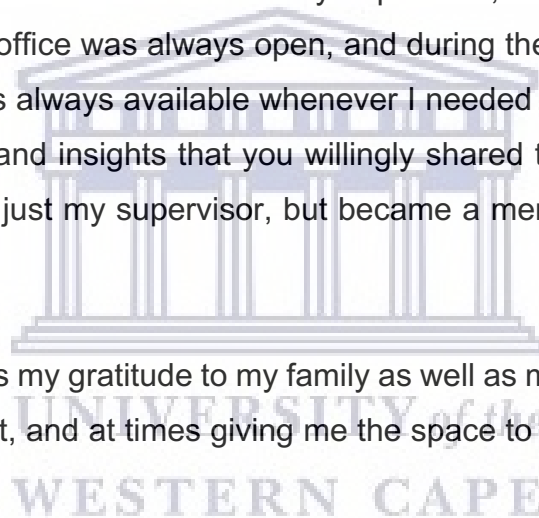 office was always open, and during the
s always available whenever I needed
and insights that you willingly shared t
just my supervisor, but became a mer
s my gratitude to my family as well as m
UNIVERSITY of the
t, and at times giving me the space to
WESTERN CAPE